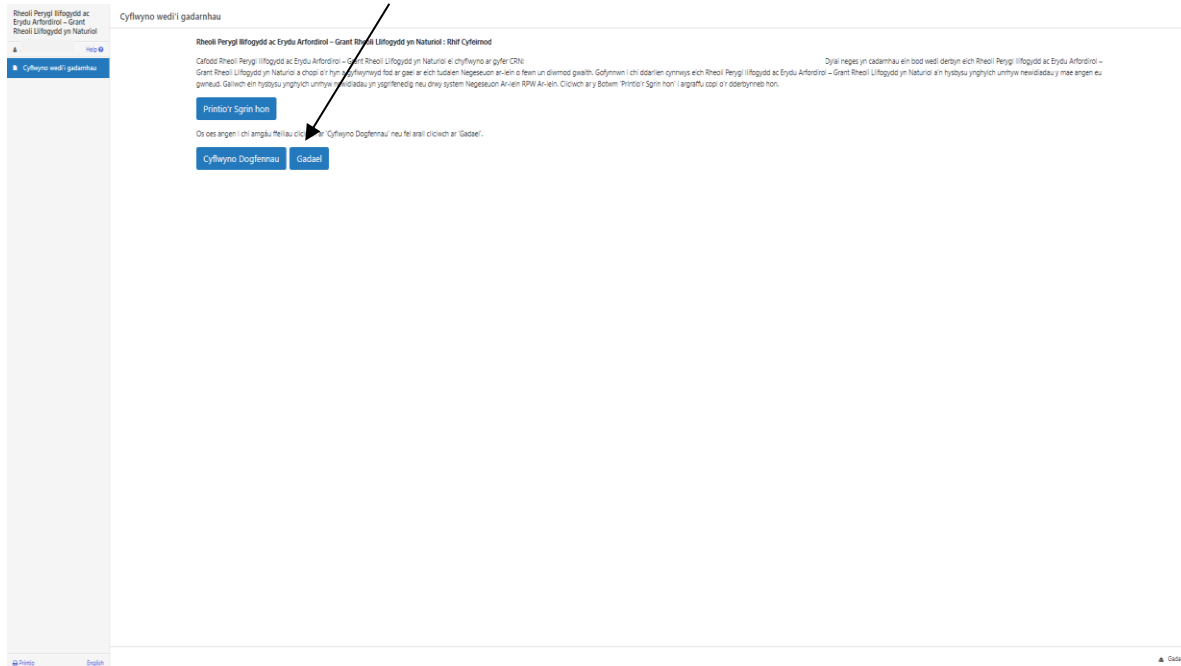 Rheoli Perygl llifogydd ac
Erydu Arfordirol – Grant
Rheoli Llifogydd yn Naturiol
Help
Cyflwyno wedi'i gadarnhau
Cyflwyno wedi'i gadarnhau
Rheoli Perygl llifogydd ac Erydu Arfordirol – Grant Rheoli Llifogydd yn Naturiol : Rhif Cyfeirnod
Cafodd Rheoli Perygl llifogydd ac Erydu Arfordirol – Grant Rheoli Llifogydd yn Naturiol ei chyflwyno ar gyfer CRN: Dylai neges yn cadarnhau ein bod wedi derbyn eich Rheoli Perygl llifogydd ac Erydu Arfordirol –
Grant Rheoli Llifogydd yn Naturiol a chopi o'r hyn a gyflwynwyd fod ar gael ar eich tudalen Negeseuon ar-lein o fewn un diwrnod gwaith. Gofynnwn i chi ddarllen cynnwys eich Rheoli Perygl llifogydd ac Erydu Arfordirol – Grant Rheoli Llifogydd yn Naturiol a'n hysbysu ynghylch unrhyw newidiadau y mae angen eu
gwneud. Gallwch ein hysbysu ynghylch unrhyw newidiadau yn ysgrifenedig neu drwy system Negeseuon Ar-lein RPW Ar-lein. Cliciwch ar y Botwm 'Printio'r Sgrin hon' i argraffu copi o'r dderbynneb hon.
Printio'r Sgrin hon
Os oes angen i chi amgáu ffeiliau ar 'Cyflwyno Dogfennau' neu fel arall cliciwch ar 'Gadael'.
Cyflwyno Dogfennau
Gadael
Printio
English
Gada